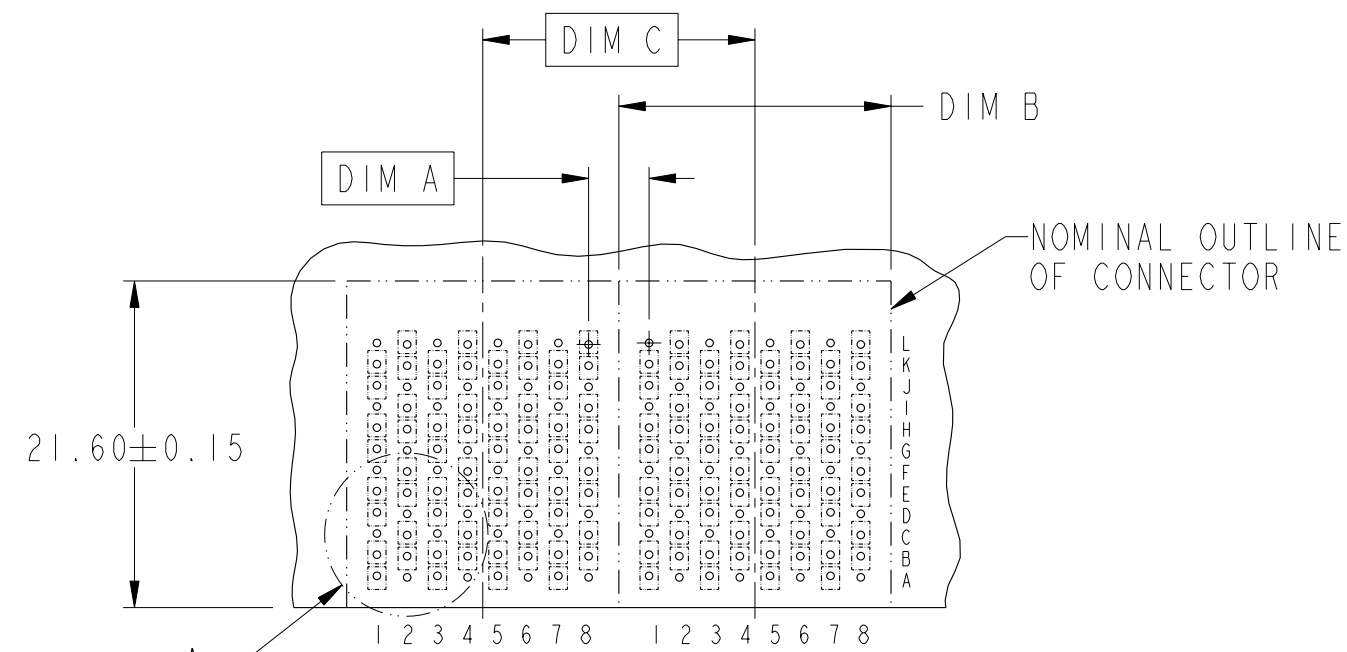 DIM C
DIM B
DIM A
NOMINAL OUTLINE
OF CONNECTOR
21.60±0.15
L
K
J
I
H
G
F
E
D
C
B
A
1 2 3 4 5 6 7 8 1 2 3 4 5 6 7 8